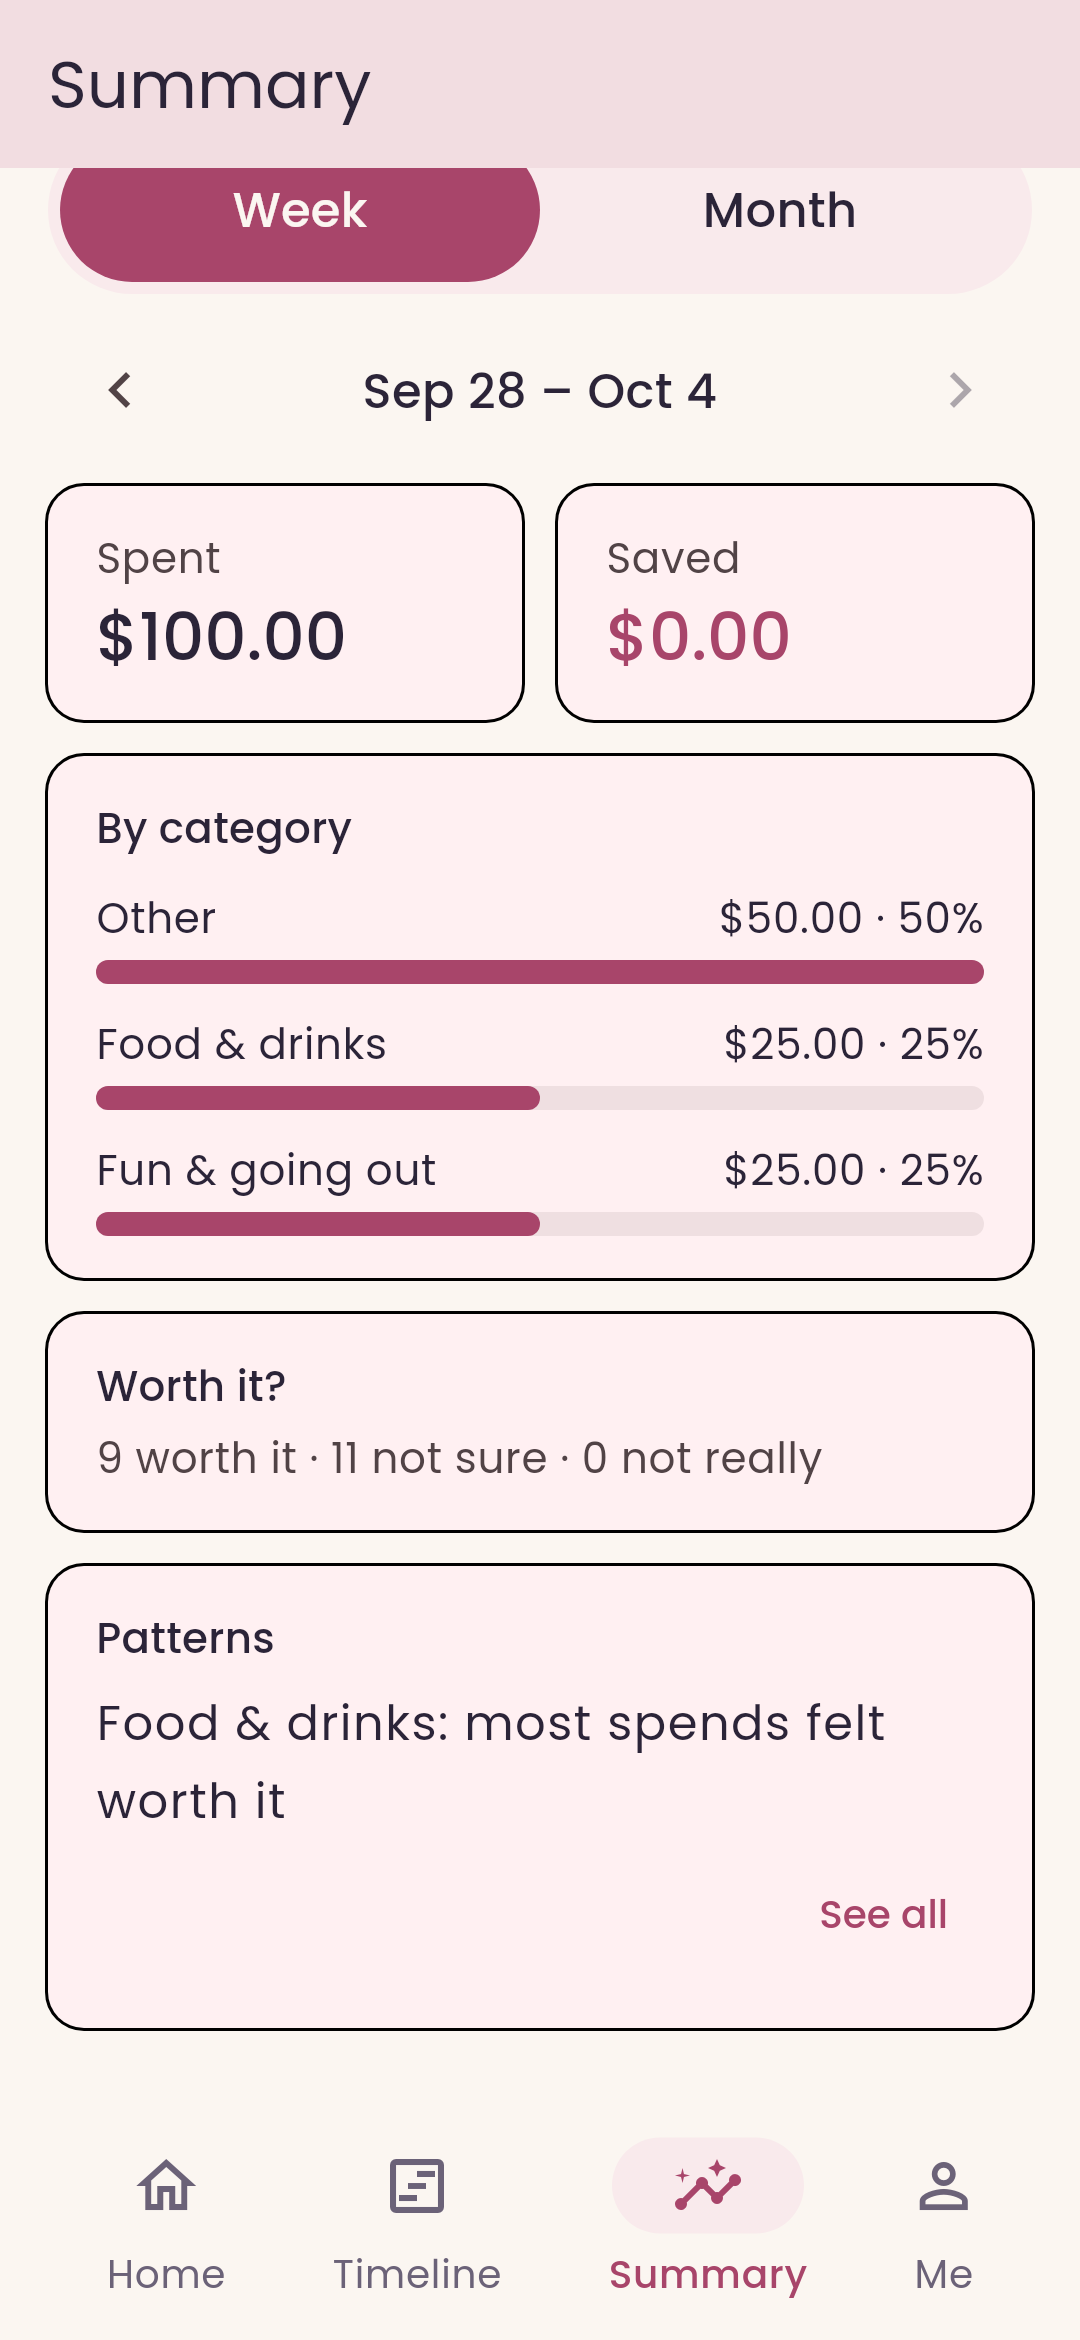 Summary
Week
Month
Sep 28 – Oct 4
Spent
$100.00
Saved
$0.00
By category
Other
$50.00 · 50%
Food & drinks
$25.00 · 25%
Fun & going out
$25.00 · 25%
Worth it?
9 worth it · 11 not sure · 0 not really
Patterns
Food & drinks: most spends felt
worth it
See all
Home
Timeline
Summary
Me